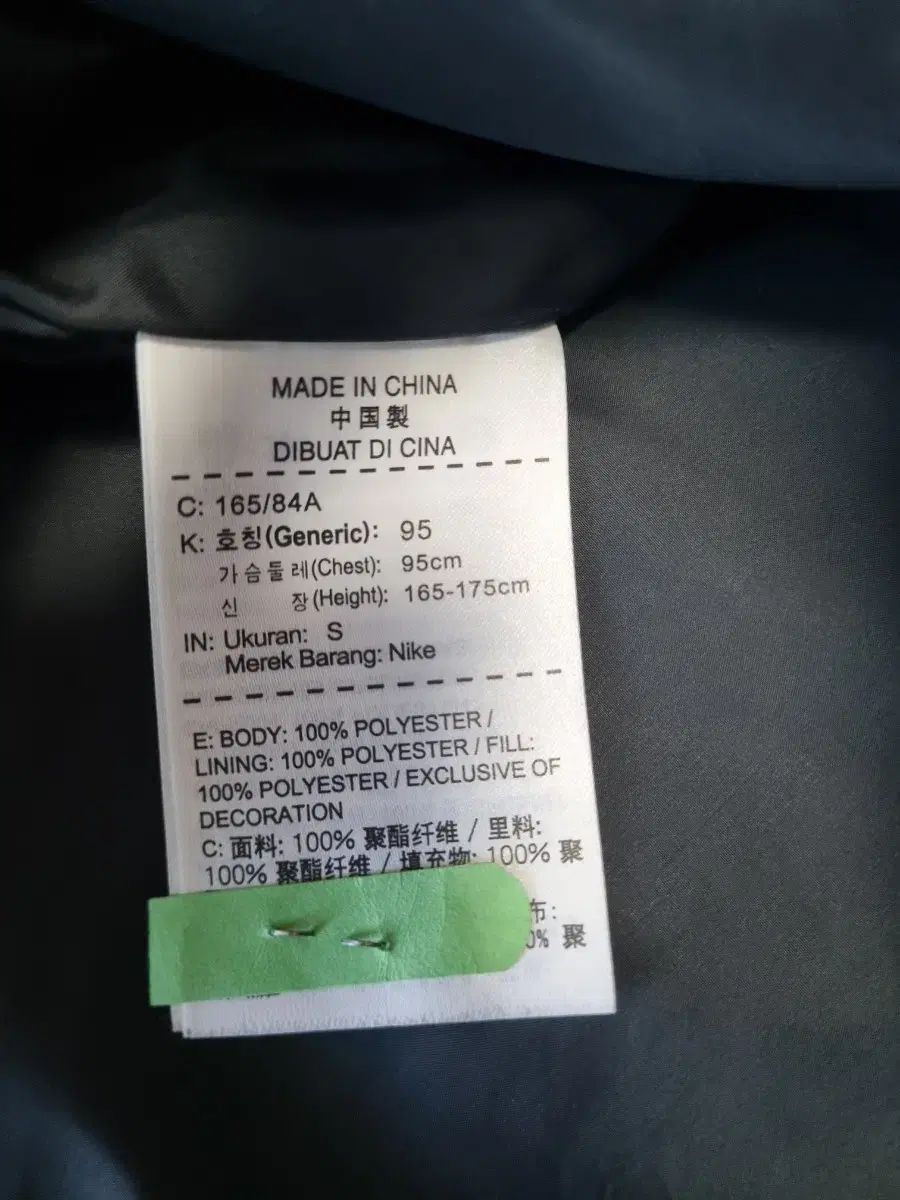 MADE IN CHINA
中国製
DIBUAT DI CINA
C: 165/84A
K: 호칭(Generic): 95
가슴둘레(Chest): 95cm
신 장(Height): 165-175cm
IN: Ukuran: S
Merek Barang: Nike
E: BODY: 100% POLYESTER /
LINING: 100% POLYESTER / FILL:
100% POLYESTER / EXCLUSIVE OF
DECORATION
C: 面料: 100% 聚酯纤维 / 里料:
100% 聚酯纤维 / 填充物: 100% 聚
布:
0% 聚